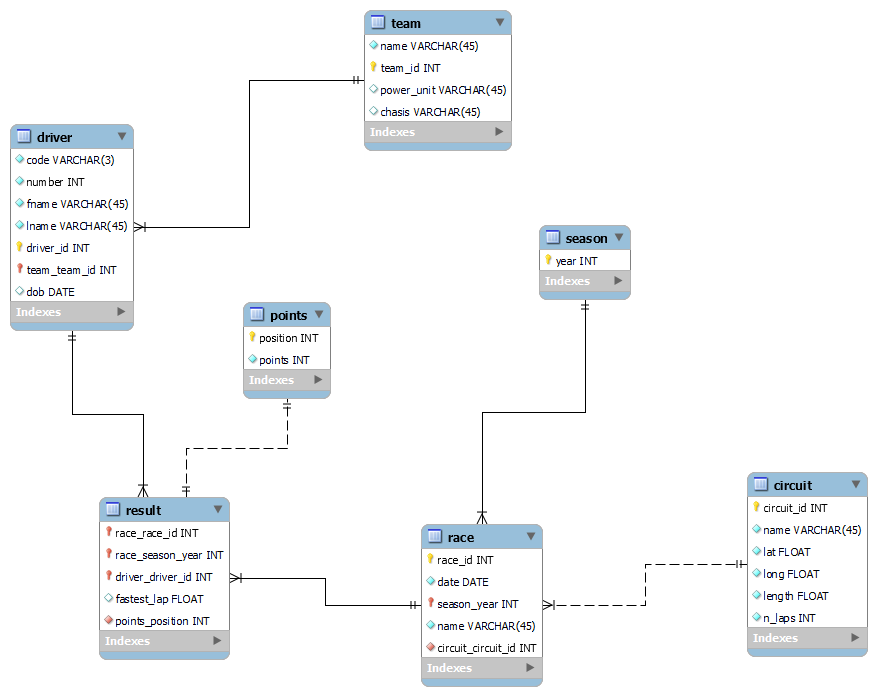 team
name VARCHAR(45)
team_id INT
power_unit VARCHAR(45)
chasis VARCHAR(45)
Indexes
driver
code VARCHAR(3)
number INT
fname VARCHAR(45)
lname VARCHAR(45)
driver_id INT
team_team_id INT
dob DATE
Indexes
season
year INT
Indexes
points
position INT
points INT
Indexes
result
race_race_id INT
race_season_year INT
driver_driver_id INT
fastest_lap FLOAT
points_position INT
Indexes
race
race_id INT
date DATE
season_year INT
name VARCHAR(45)
circuit_circuit_id INT
Indexes
circuit
circuit_id INT
name VARCHAR(45)
lat FLOAT
long FLOAT
length FLOAT
n_laps INT
Indexes